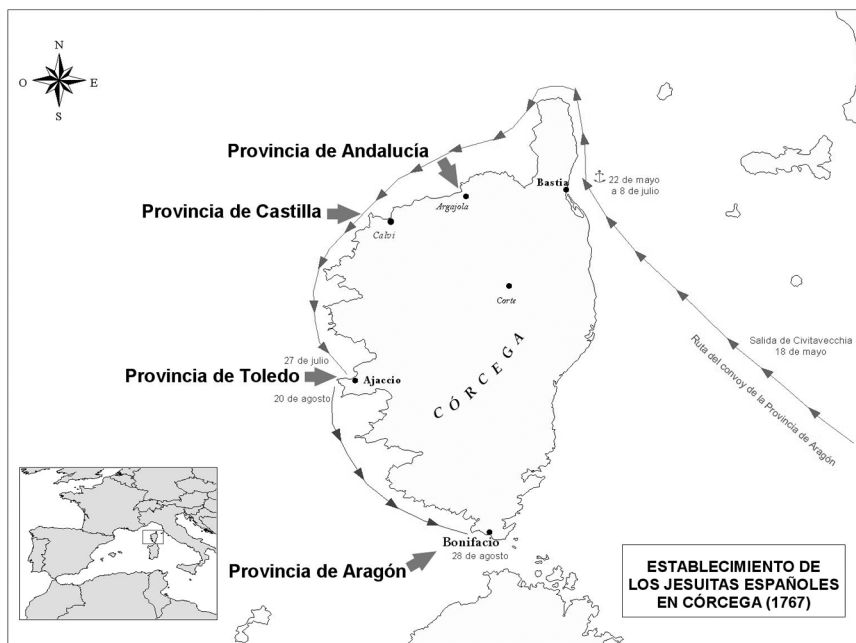 N
O
E
S
Provincia de Andalucía
Provincia de Castilla
Bastia
22 de mayo
a 8 de julio
Argajola
Calvi
Corte
CÓRCEGA
Salida de Civitavecchia
18 de mayo
Ruta del convoy de la Provincia de Aragón
27 de julio
Provincia de Toledo
Ajaccio
20 de agosto
Bonifacio
28 de agosto
Provincia de Aragón
ESTABLECIMIENTO DE
LOS JESUITAS ESPAÑOLES
EN CÓRCEGA (1767)